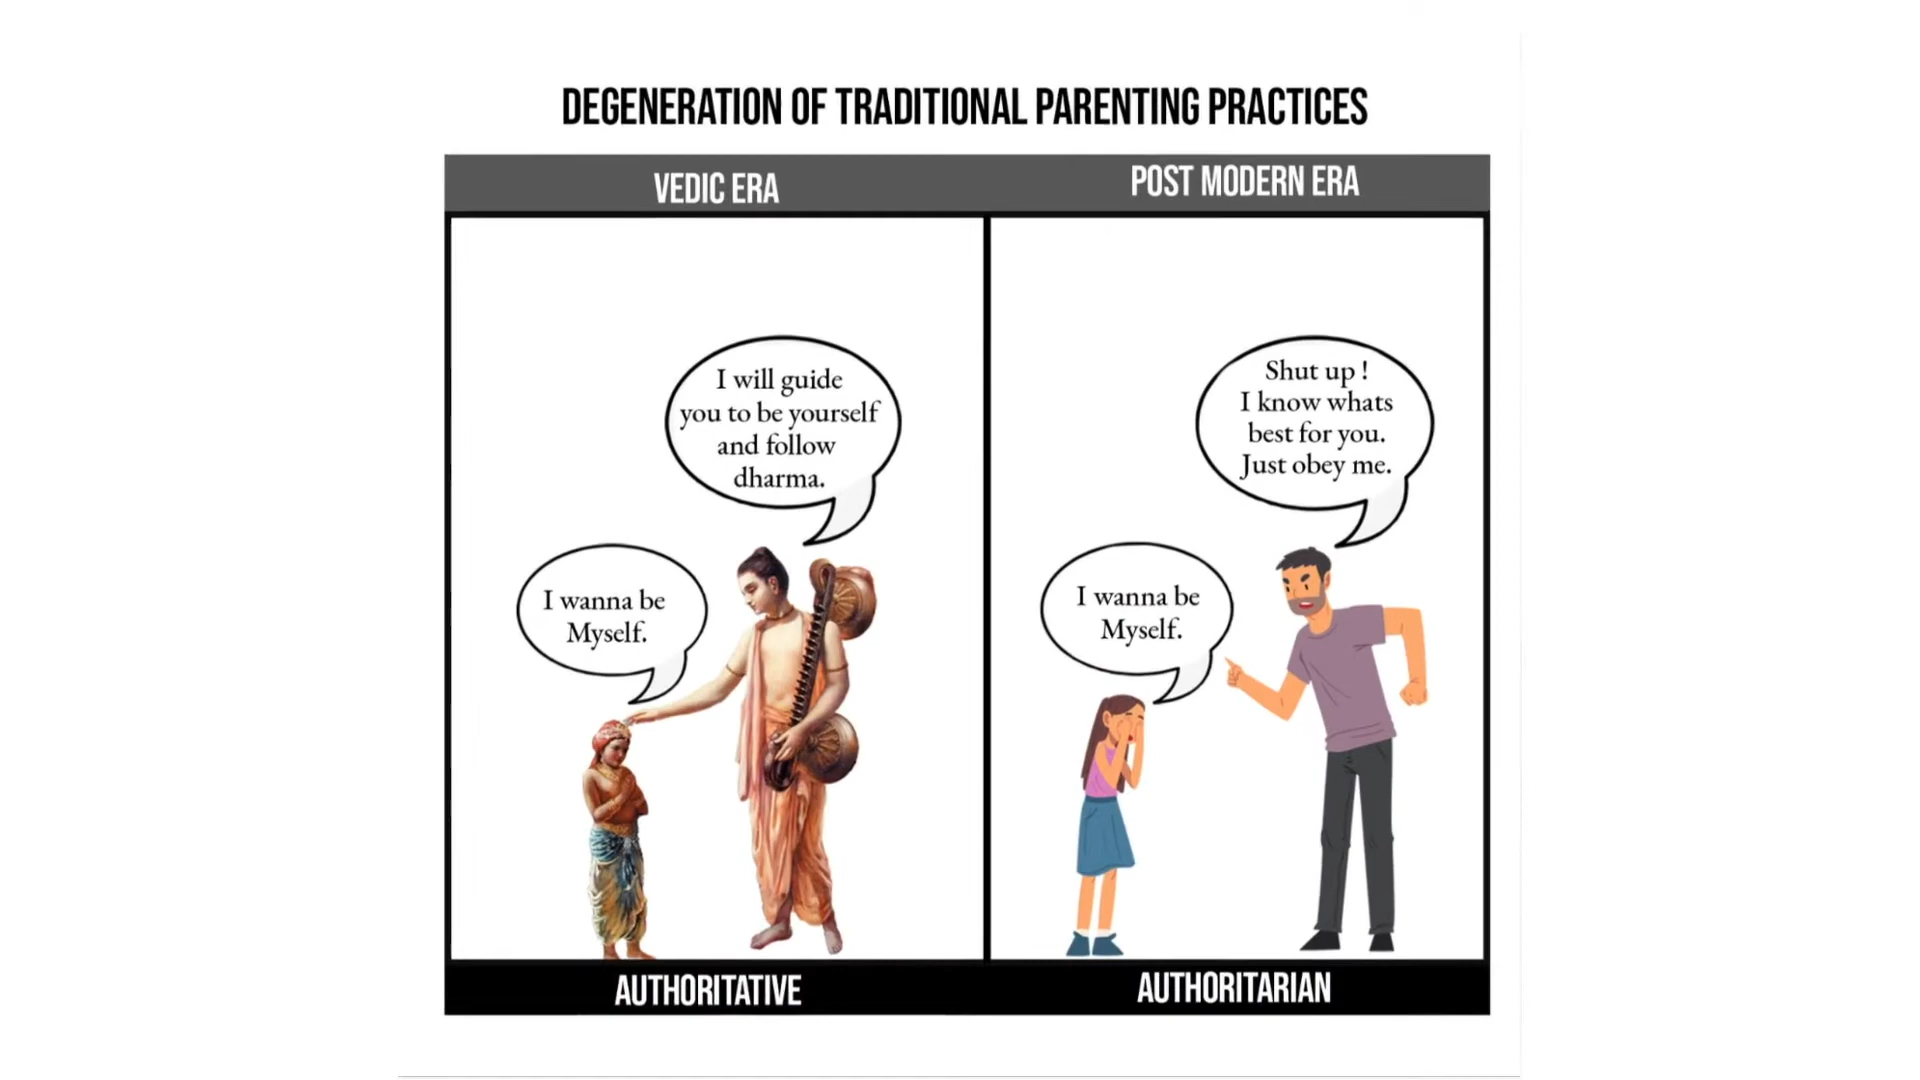 DEGENERATION OF TRADITIONAL PARENTING PRACTICES
VEDIC ERA
POST MODERN ERA
I will guide
you to be yourself
and follow
dharma.
I wanna be
Myself.
Shut up !
I know whats
best for you.
Just obey me.
I wanna be
Myself.
AUTHORITATIVE
AUTHORITARIAN